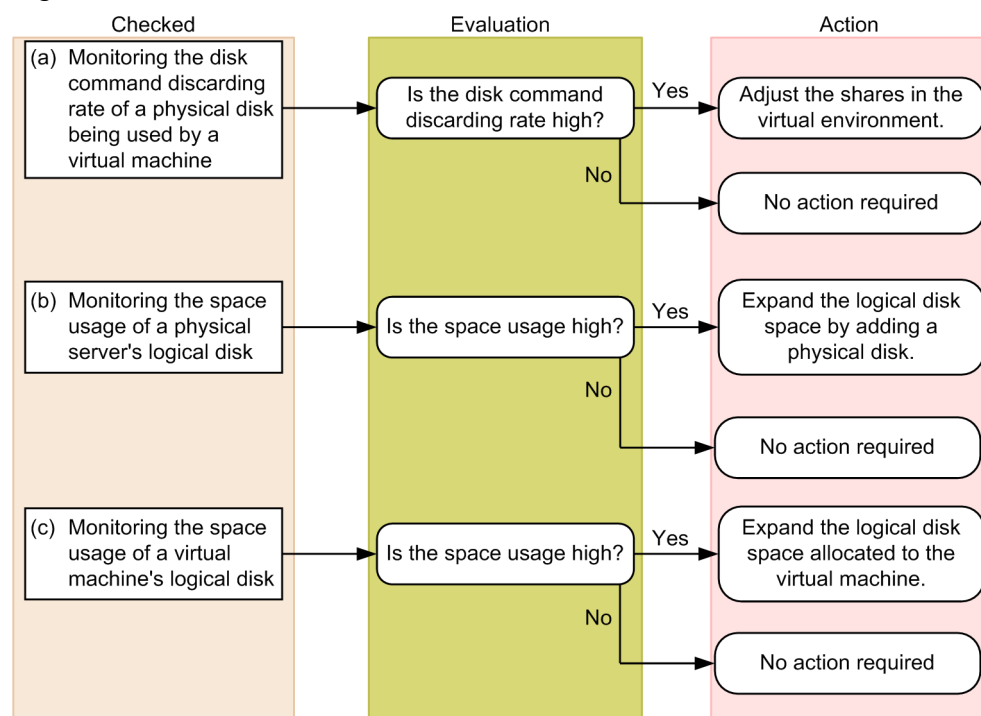 Checked
Evaluation
Action
(a) Monitoring the disk
command discarding
rate of a physical disk
being used by a
virtual machine
Is the disk command
discarding rate high?
Yes
Adjust the shares in the
virtual environment.
No
No action required
(b) Monitoring the space
usage of a physical
server's logical disk
Is the space usage high?
Yes
Expand the logical disk
space by adding a
physical disk.
No
No action required
(c) Monitoring the space
usage of a virtual
machine's logical disk
Is the space usage high?
Yes
Expand the logical disk
space allocated to the
virtual machine.
No
No action required